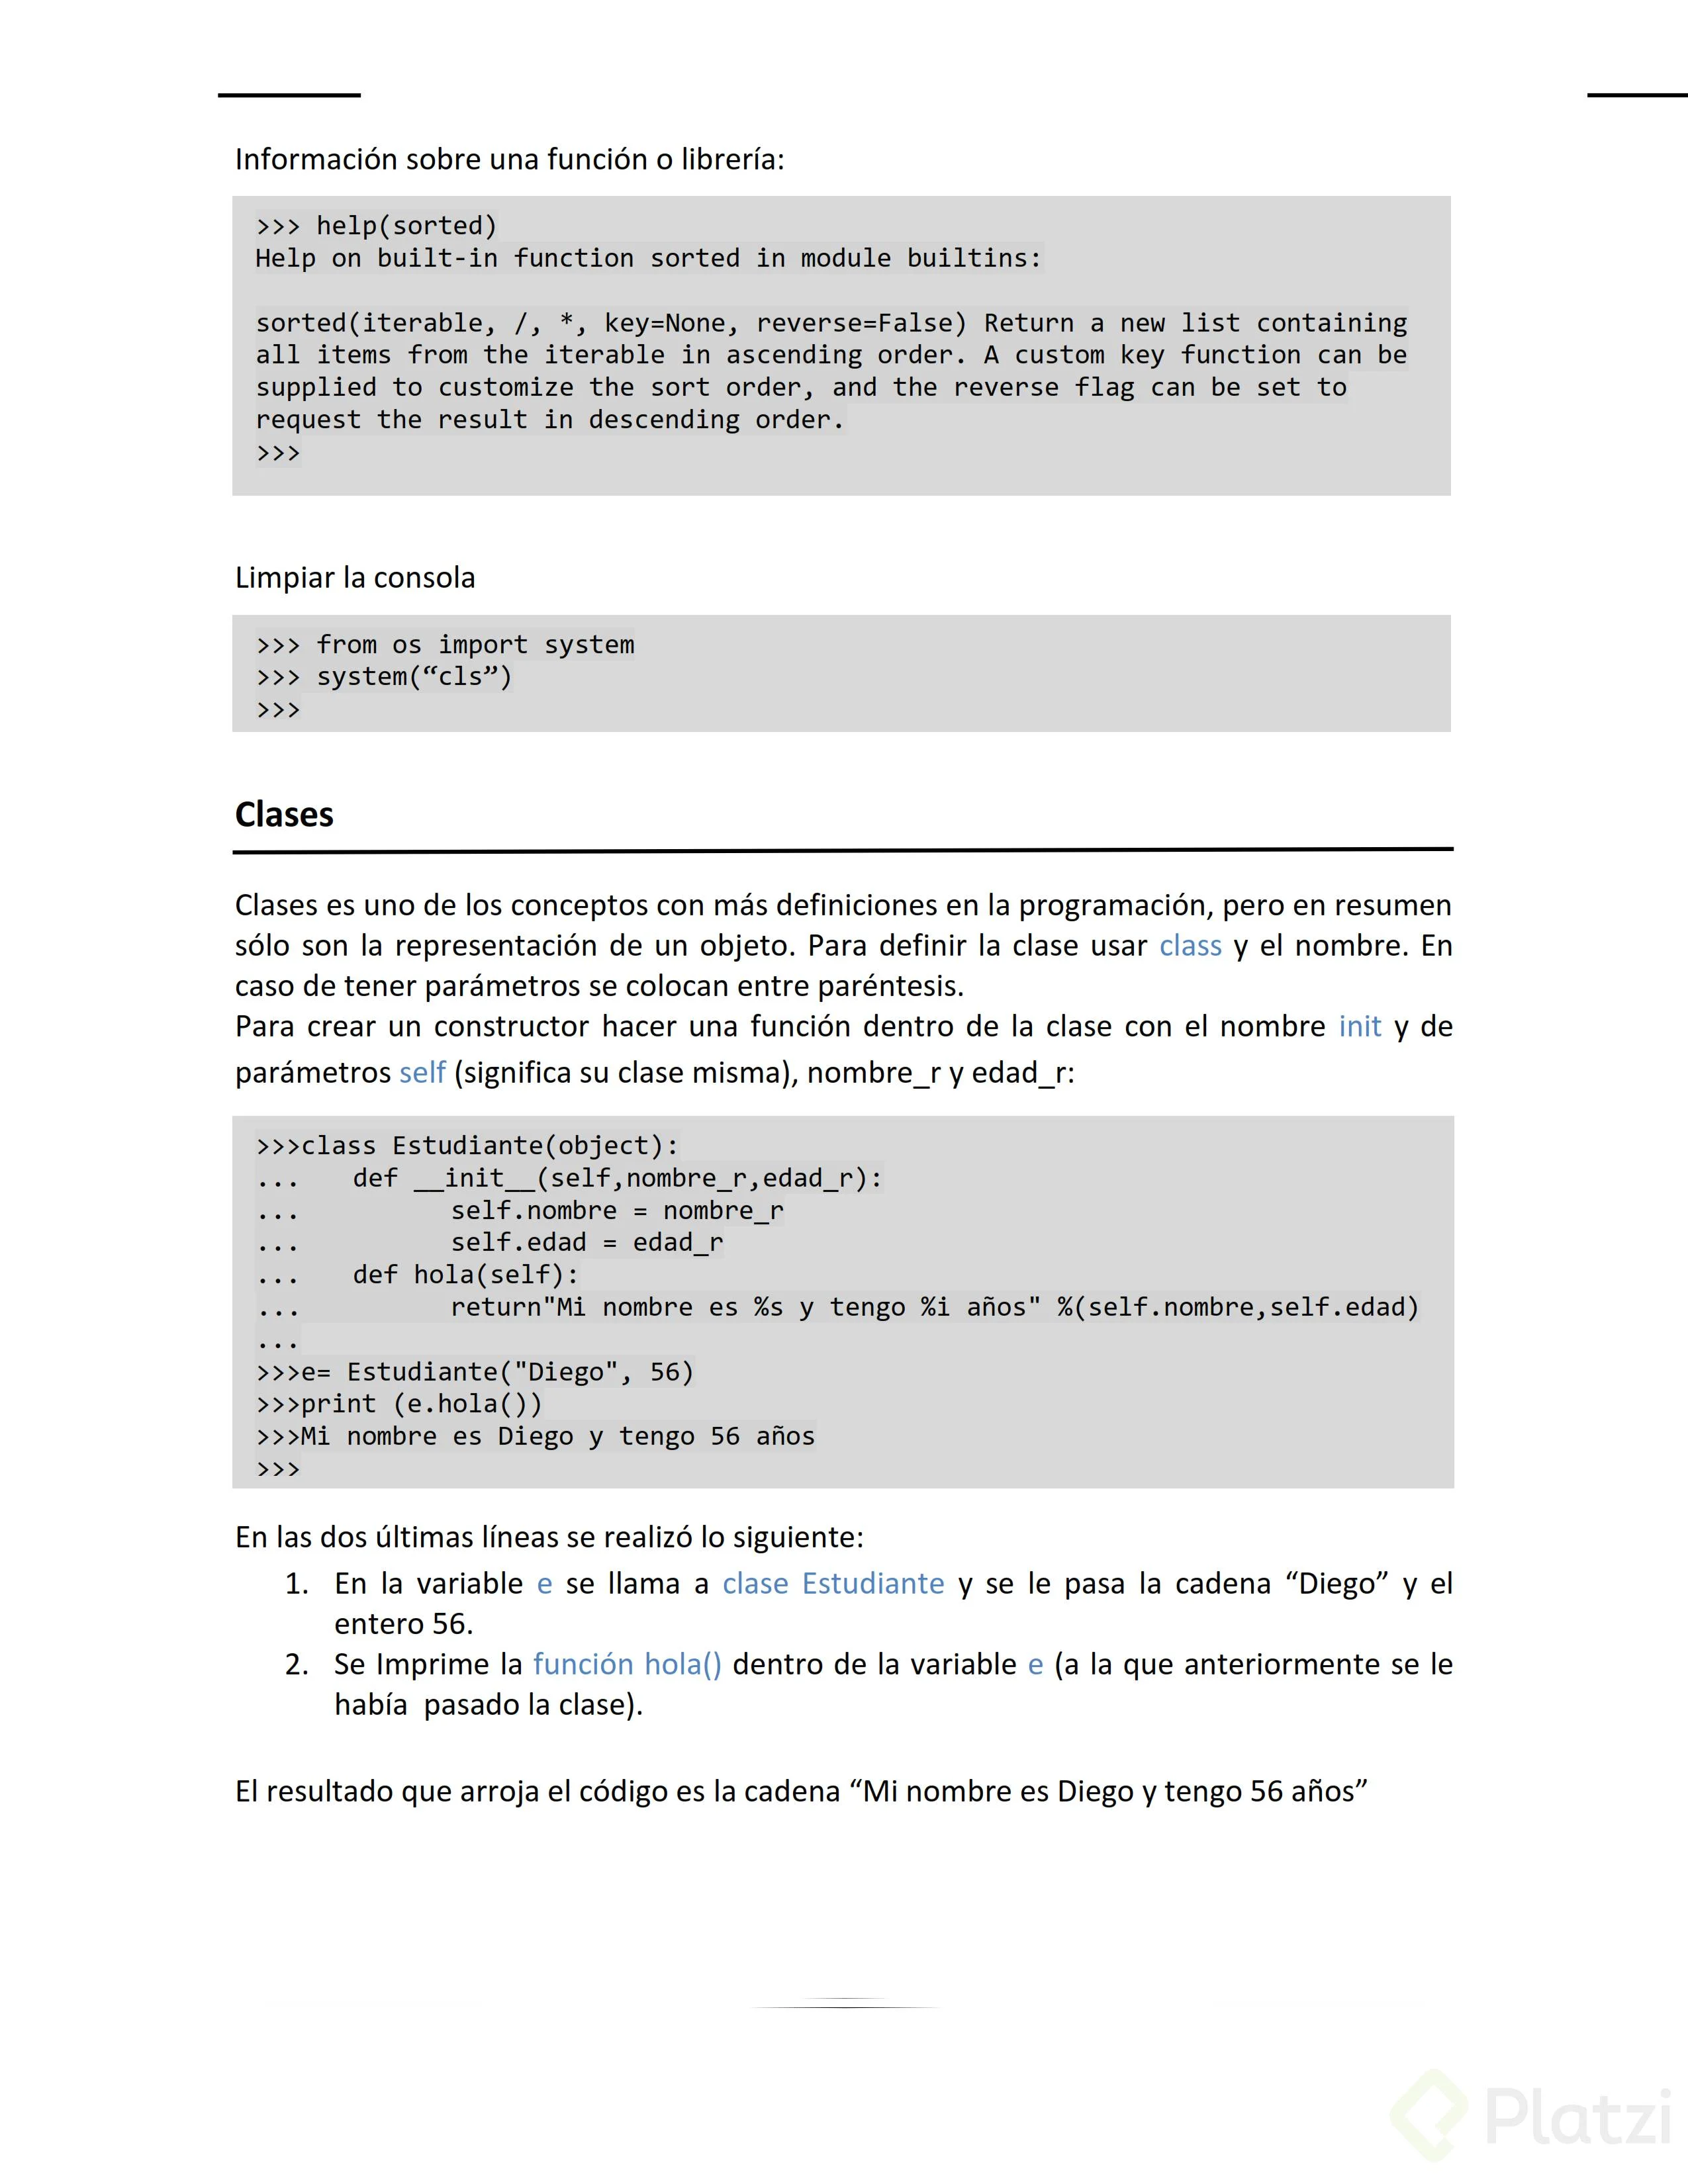 Información sobre una función o librería:
>>> help(sorted)
Help on built-in function sorted in module builtins:
sorted(iterable, /, *, key=None, reverse=False) Return a new list containing
all items from the iterable in ascending order. A custom key function can be
supplied to customize the sort order, and the reverse flag can be set to
request the result in descending order.
>>>
Limpiar la consola
>>> from os import system
>>> system(“cls”)
>>>
Clases
Clases es uno de los conceptos con más definiciones en la programación, pero en resumen
sólo son la representación de un objeto. Para definir la clase usar class y el nombre. En
caso de tener parámetros se colocan entre paréntesis.
Para crear un constructor hacer una función dentro de la clase con el nombre init y de
parámetros self (significa su clase misma), nombre_r y edad_r:
>>>class Estudiante(object):
...    def __init__(self,nombre_r,edad_r):
...          self.nombre = nombre_r
...          self.edad = edad_r
...    def hola(self):
...          return"Mi nombre es %s y tengo %i años" %(self.nombre,self.edad)
...
>>>e= Estudiante("Diego", 56)
>>>print (e.hola())
>>>Mi nombre es Diego y tengo 56 años
>>>
En las dos últimas líneas se realizó lo siguiente:
1. En la variable e se llama a clase Estudiante y se le pasa la cadena “Diego” y el
entero 56.
2. Se Imprime la función hola() dentro de la variable e (a la que anteriormente se le
había  pasado la clase).
El resultado que arroja el código es la cadena “Mi nombre es Diego y tengo 56 años”
Platzi